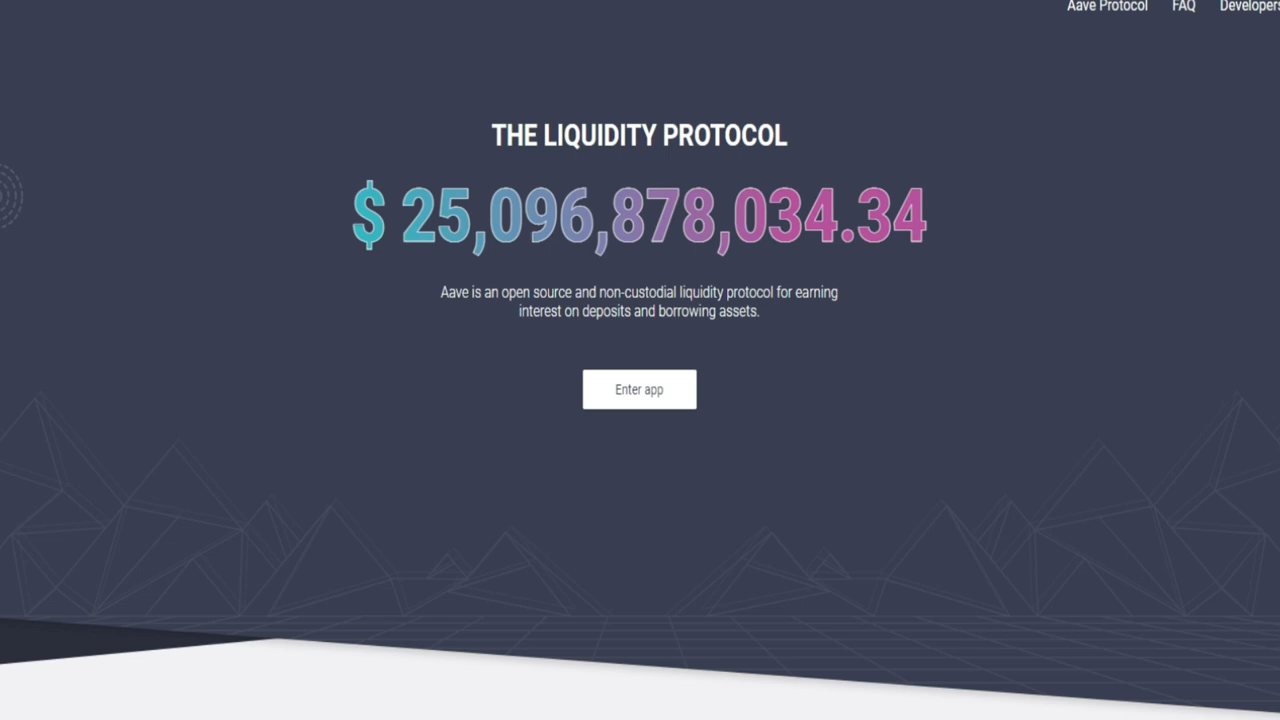 Aave Protocol FAQ Developers
THE LIQUIDITY PROTOCOL
$ 25,096,878,034.34
Aave is an open source and non-custodial liquidity protocol for earning
interest on deposits and borrowing assets.
Enter app